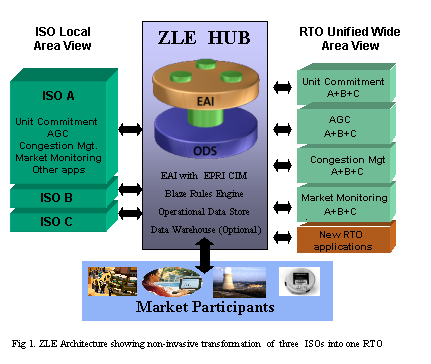 ISO Local
Area View
ZLE HUB
RTO Unified Wide
Area View
ISO A
Unit Commitment
AGC
Congestion Mgt.
Market Monitoring
Other apps
ISO B
ISO C
EAI
ODS
EAI with EPRI CIM
Blaze Rules Engine
Operational Data Store
Data Warehouse (Optional)
Unit Commitment
A+B+C
AGC
A+B+C
Congestion Mgt
A+B+C
Market Monitoring
A+B+C
New RTO
applications
Market Participants
Fig 1. ZLE Architecture showing non-invasive transformation of three ISOs into one RTO